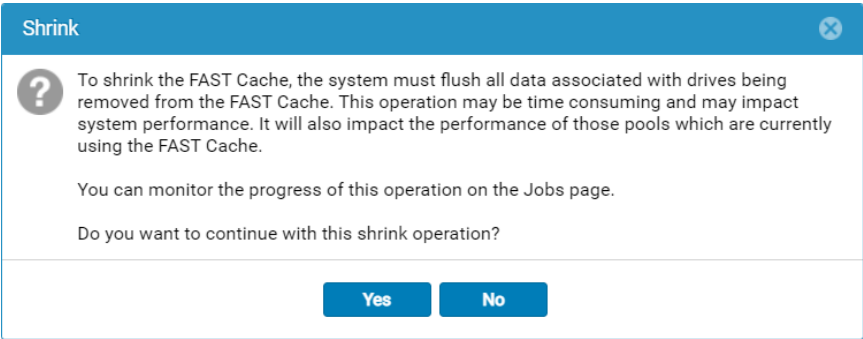 Shrink
To shrink the FAST Cache, the system must flush all data associated with drives being
removed from the FAST Cache. This operation may be time consuming and may impact
system performance. It will also impact the performance of those pools which are currently
using the FAST Cache.
You can monitor the progress of this operation on the Jobs page.
Do you want to continue with this shrink operation?
Yes No